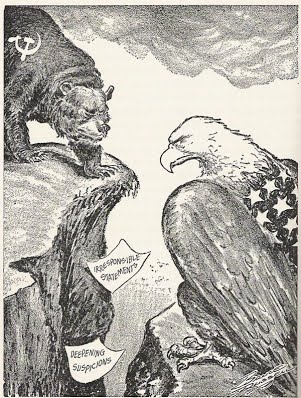 IRRESPONSIBLE
STATEMENTS
DEEPENING
SUSPICIONS